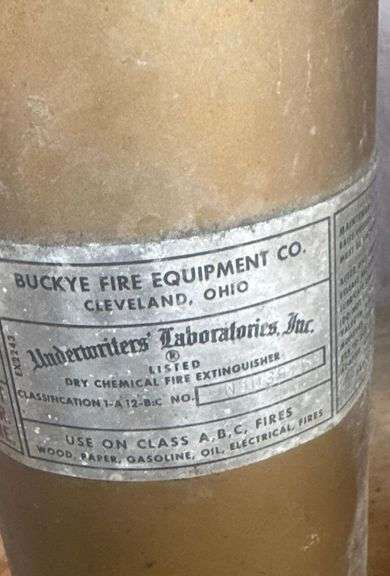 BUCKYE FIRE EQUIPMENT CO.
CLEVELAND, OHIO
Underwriters' Laboratories, Inc.
®
LISTED
DRY CHEMICAL FIRE EXTINGUISHER
CLASSIFICATION 1-A 12-B:C NO.
USE ON CLASS A,B,C, FIRES
WOOD, PAPER, GASOLINE, OIL, ELECTRICAL, FIRES